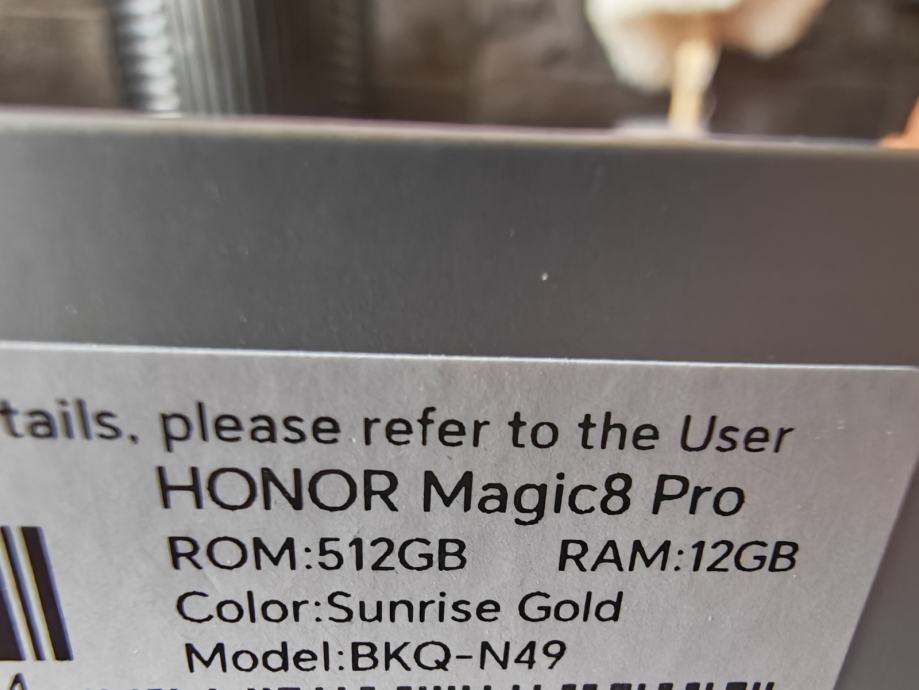 tails, please refer to the User
HONOR Magic8 Pro
ROM:512GB RAM:12GB
Color:Sunrise Gold
Model:BKQ-N49